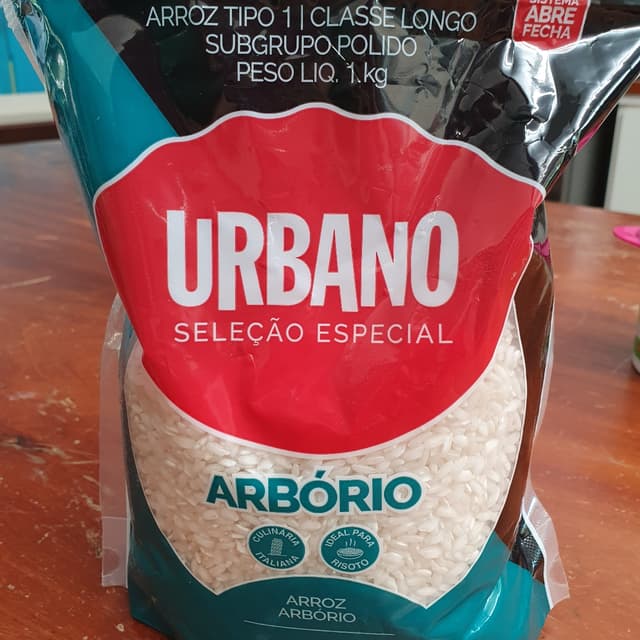 ARROZ TIPO 1 | CLASSE LONGO
SUBGRUPO POLIDO
PESO LIQ. 1 kg
SISTEMA
ABRE
FECHA
URBANO
SELEÇÃO ESPECIAL
ARBÓRIO
CULINÁRIA
ITALIANA
IDEAL PARA
RISOTO
ARROZ
ARBÓRIO